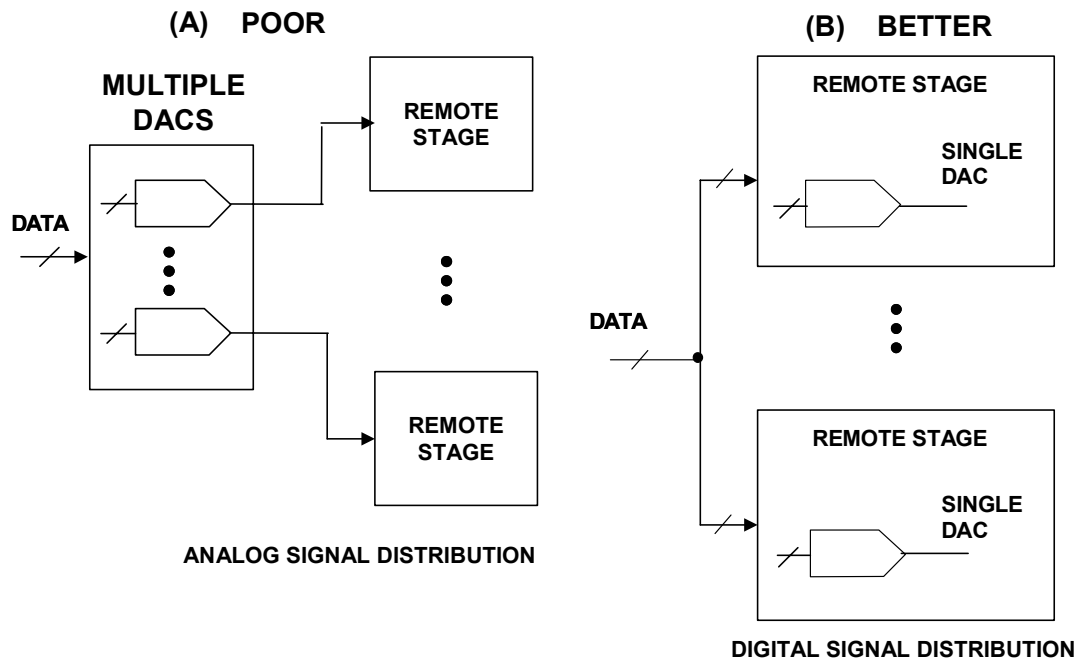 (A) POOR
MULTIPLE
DACS
DATA
REMOTE
STAGE
REMOTE
STAGE
ANALOG SIGNAL DISTRIBUTION
(B) BETTER
REMOTE STAGE
SINGLE
DAC
DATA
REMOTE STAGE
SINGLE
DAC
DIGITAL SIGNAL DISTRIBUTION